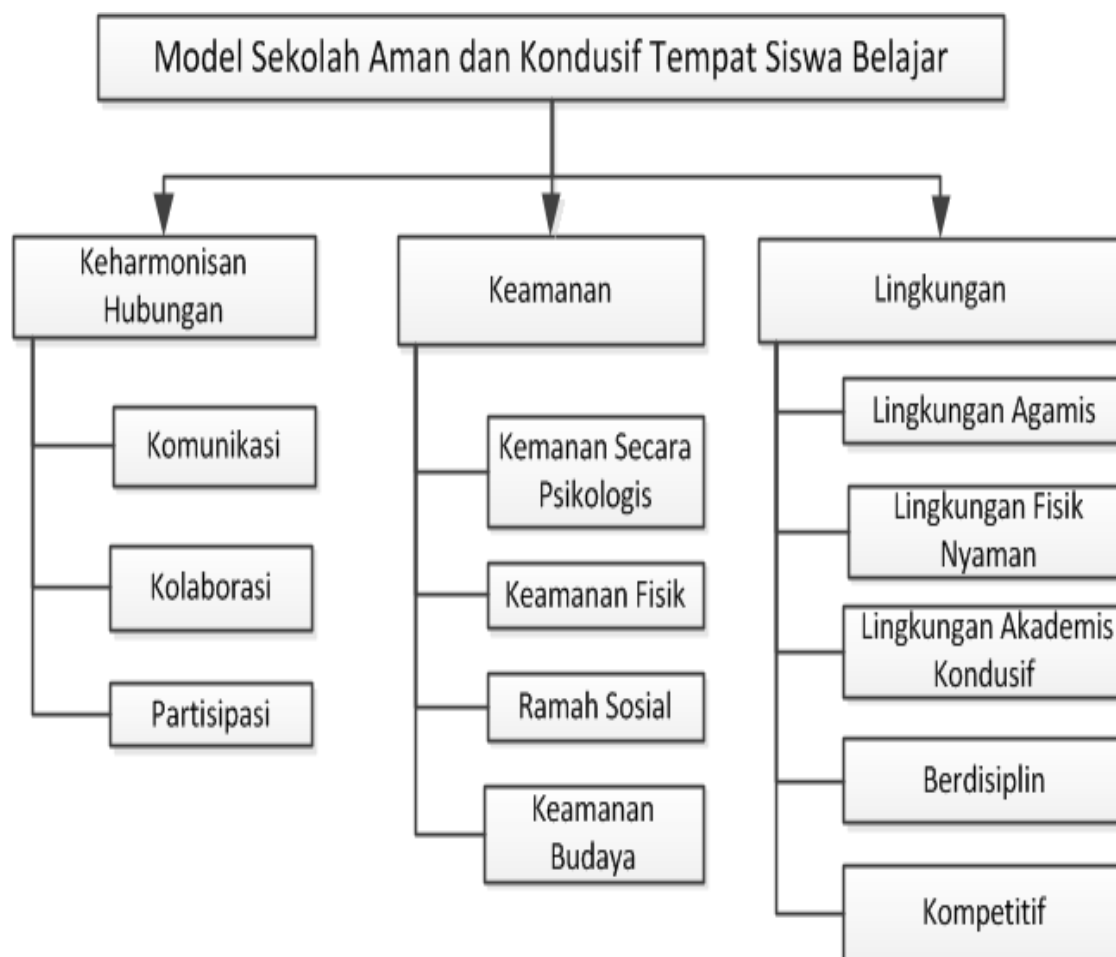 Model Sekolah Aman dan Kondusif Tempat Siswa Belajar
Keharmonisan
Hubungan
Komunikasi
Kolaborasi
Partisipasi
Keamanan
Kemanan Secara
Psikologis
Keamanan Fisik
Ramah Sosial
Keamanan
Budaya
Lingkungan
Lingkungan Agamis
Lingkungan Fisik
Nyaman
Lingkungan Akademis
Kondusif
Berdisiplin
Kompetitif